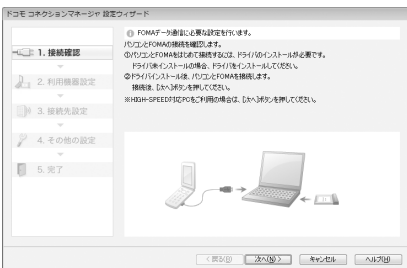 ドコモ コネクションマネージャ 設定ウィザード
FOMAデータ通信に必要な設定を行います。
パソコンとFOMAの接続を確認します。
①パソコンとFOMAをはじめて接続するには、ドライバのインストールが必要です。
ドライバ未インストールの場合、ドライバをインストールしてください。
②ドライバインストール後、パソコンとFOMAを接続します。
接続後、[次へ]ボタンを押してください。
※HIGH-SPEED対応PCをご利用の場合は、[次へ]ボタンを押してください。
1. 接続確認
2. 利用機器設定
3. 接続先設定
4. その他の設定
5. 完了
< 戻る(B)
次へ(N) >
キャンセル
ヘルプ(H)